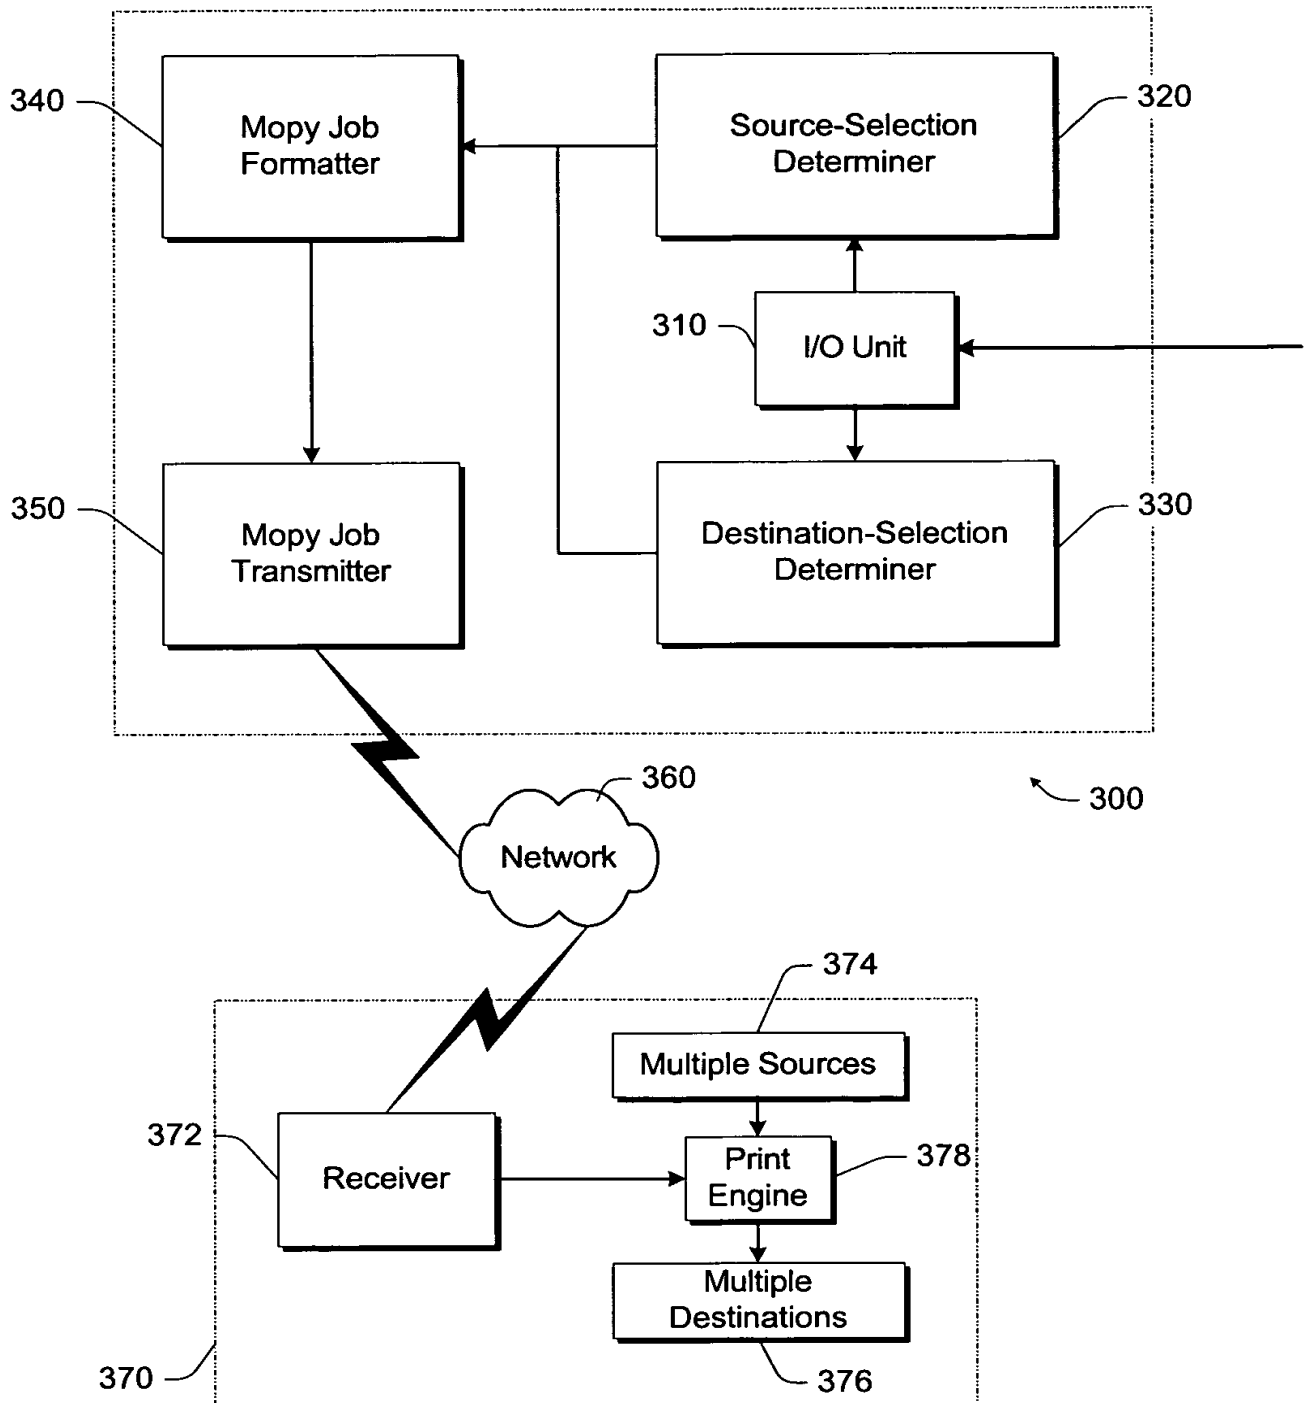 340
Mopy Job
Formatter
Source-Selection
Determiner
320
310
I/O Unit
350
Mopy Job
Transmitter
Destination-Selection
Determiner
330
360
300
Network
374
Multiple Sources
372
Receiver
Print
Engine
378
Multiple
Destinations
370
376